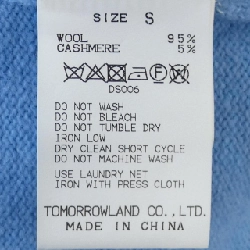 SIZE S
WOOL 95%
CASHMERE 5%
DS006
DO NOT WASH
DO NOT BLEACH
DO NOT TUMBLE DRY
IRON LOW
DRY CLEAN SHORT CYCLE
DO NOT MACHINE WASH
USE LAUNDRY NET
IRON WITH PRESS CLOTH
TOMORROWLAND CO., LTD.
MADE IN CHINA